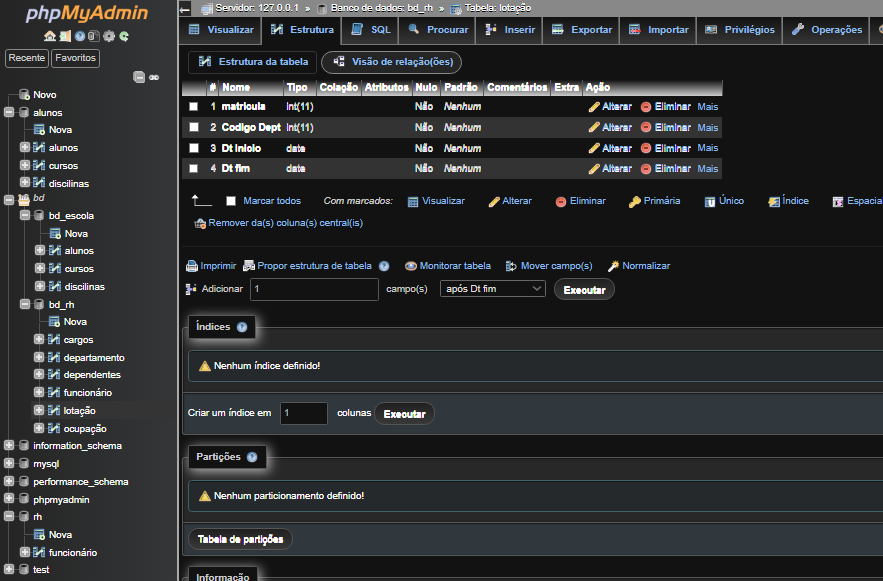 phpMyAdmin
Recente Favoritos
Novo
alunos
Nova
alunos
cursos
discilinas
bd
bd_escola
Nova
alunos
cursos
discilinas
bd_rh
Nova
cargos
departamento
dependentes
funcionário
lotação
ocupação
information_schema
mysql
performance_schema
phpmyadmin
rh
Nova
funcionário
test
Servidor: 127.0.0.1 » Banco de dados: bd_rh » Tabela: lotação
Visualizar Estrutura SQL Procurar Inserir Exportar Importar Privilégios Operações
Estrutura da tabela Visão de relação(ões)
# Nome Tipo Colação Atributos Nulo Padrão Comentários Extra Ação
1 matricula int(11) Não Nenhum Alterar Eliminar Mais
2 Codigo Dept int(11) Não Nenhum Alterar Eliminar Mais
3 Dt Inicio date Não Nenhum Alterar Eliminar Mais
4 Dt fim date Não Nenhum Alterar Eliminar Mais
Marcar todos Com marcados: Visualizar Alterar Eliminar Primária Único Índice Espacia
Remover da(s) coluna(s) central(is)
Imprimir Propor estrutura de tabela Monitorar tabela Mover campo(s) Normalizar
Adicionar 1 campo(s) após Dt fim Executar
Índices
Nenhum índice definido!
Criar um índice em 1 colunas Executar
Partições
Nenhum particionamento definido!
Tabela de partições
Informação